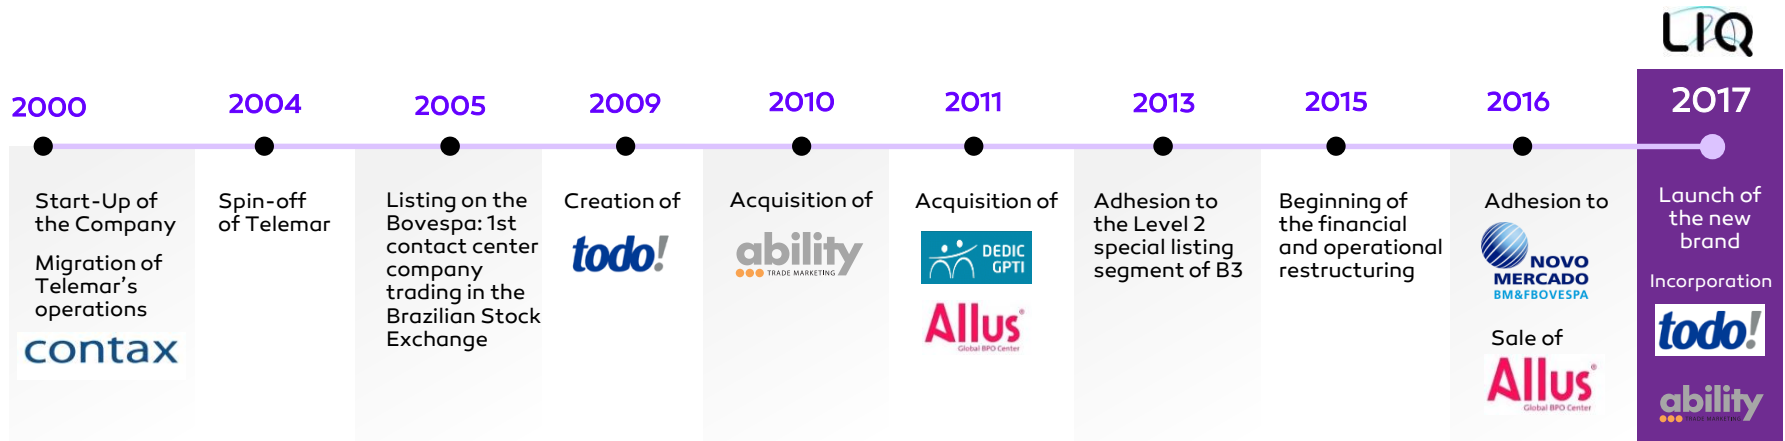 LIQ
2000
Start-Up of
the Company
Migration of
Telemar's
operations
contax
2004
Spin-off
of Telemar
2005
Listing on the
Bovespa: 1st
contact center
company
trading in the
Brazilian Stock
Exchange
2009
Creation of
todo!
2010
Acquisition of
ability
TRADE MARKETING
2011
Acquisition of
DEDIC
GPTI
Allus®
Global BPO Center
2013
Adhesion to
the Level 2
special listing
segment of B3
2015
Beginning of
the financial
and operational
restructuring
2016
Adhesion to
NOVO
MERCADO
BM&FBOVESPA
Sale of
Allus®
Global BPO Center
2017
Launch of
the new
brand
Incorporation
todo!
ability
TRADE MARKETING